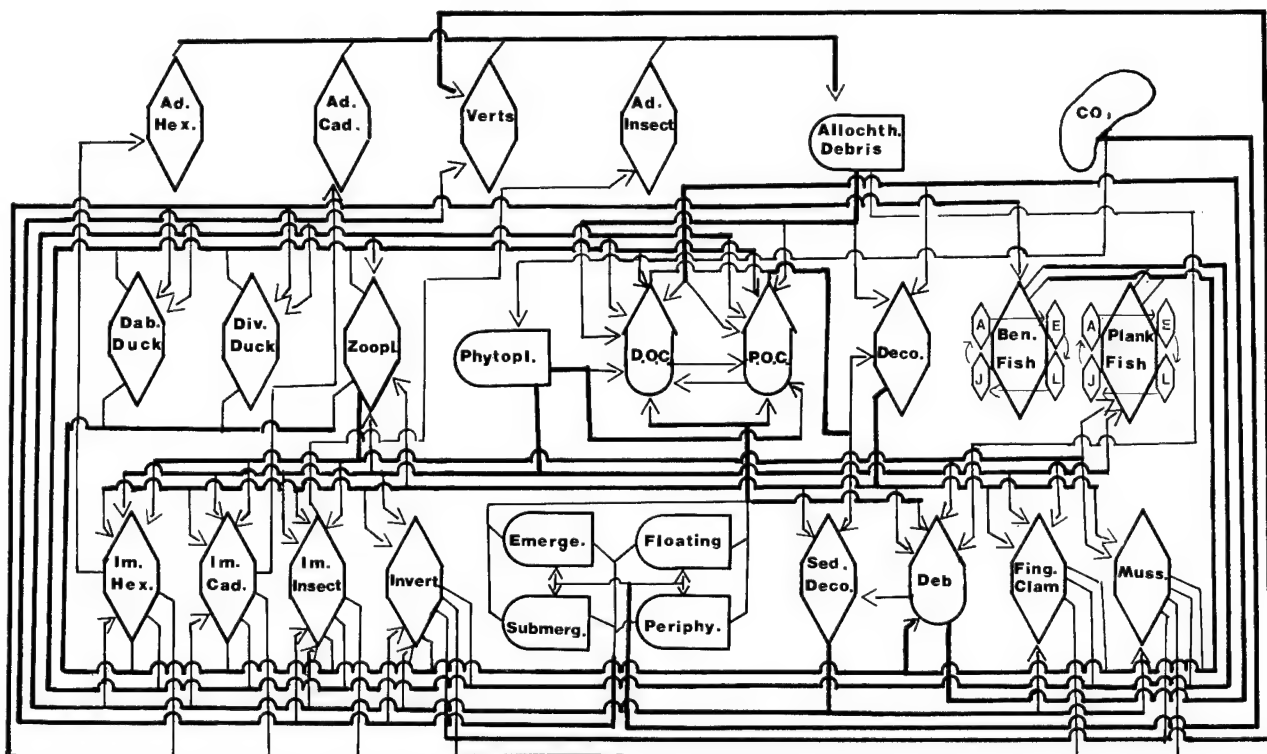 Ad.
Hex.
Ad.
Cad.
Verts
Ad.
Insect
Allochth.
Debris
CO₂
Dab.
Duck
Div.
Duck
Zoopl.
Phytopl.
D.O.C.
P.O.C.
Deco.
A
E
Ben.
Fish
J
L
A
E
Plank
Fish
J
L
Im.
Hex.
Im.
Cad.
Im.
Insect
Invert.
Emerge.
Floating
Submerg.
Periphy.
Sed.
Deco.
Deb
Fing.
Clam
Muss.